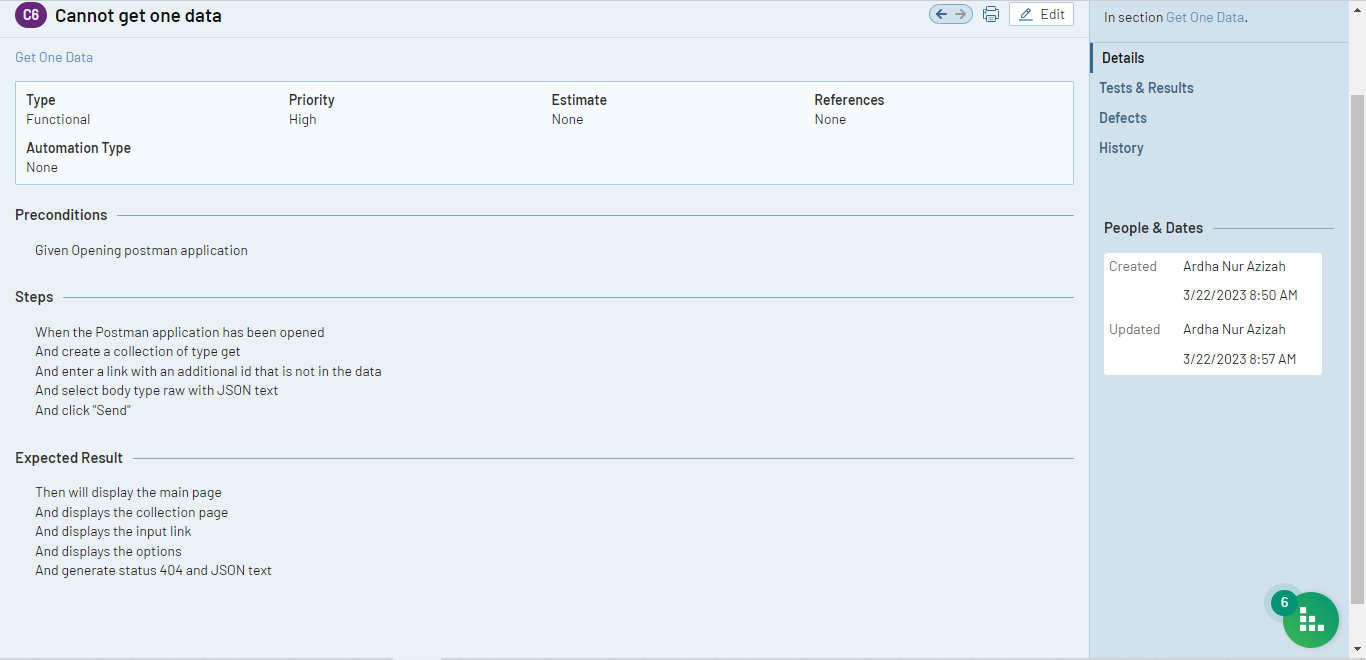 C6 Cannot get one data
Edit
Get One Data
Type Priority Estimate References
Functional High None None
Automation Type
None
Preconditions
Given Opening postman application
Steps
When the Postman application has been opened
And create a collection of type get
And enter a link with an additional id that is not in the data
And select body type raw with JSON text
And click "Send"
Expected Result
Then will display the main page
And displays the collection page
And displays the input link
And displays the options
And generate status 404 and JSON text
In section Get One Data.
Details
Tests & Results
Defects
History
People & Dates
Created Ardha Nur Azizah
3/22/2023 8:50 AM
Updated Ardha Nur Azizah
3/22/2023 8:57 AM
6